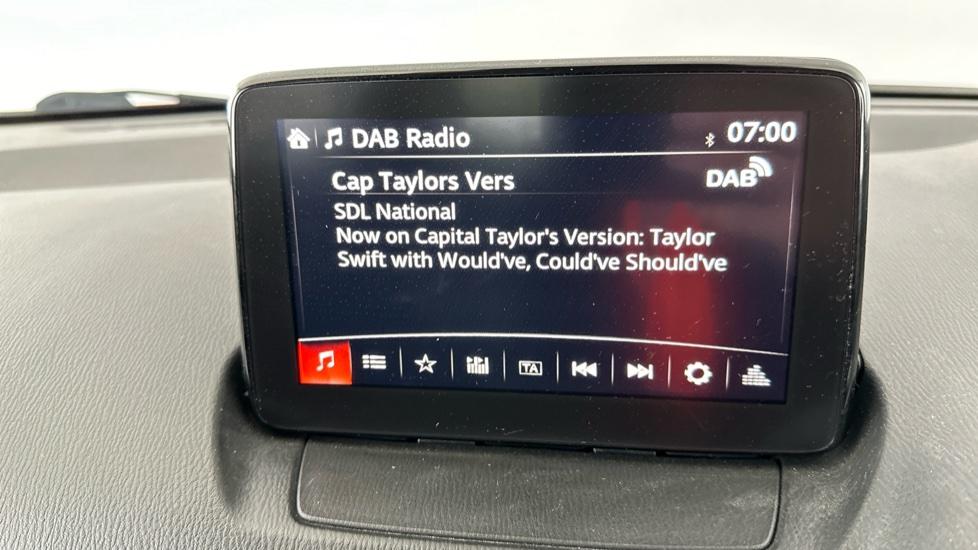 DAB Radio 07:00
Cap Taylors Vers DAB
SDL National
Now on Capital Taylor's Version: Taylor
Swift with Would've, Could've Should've
TA